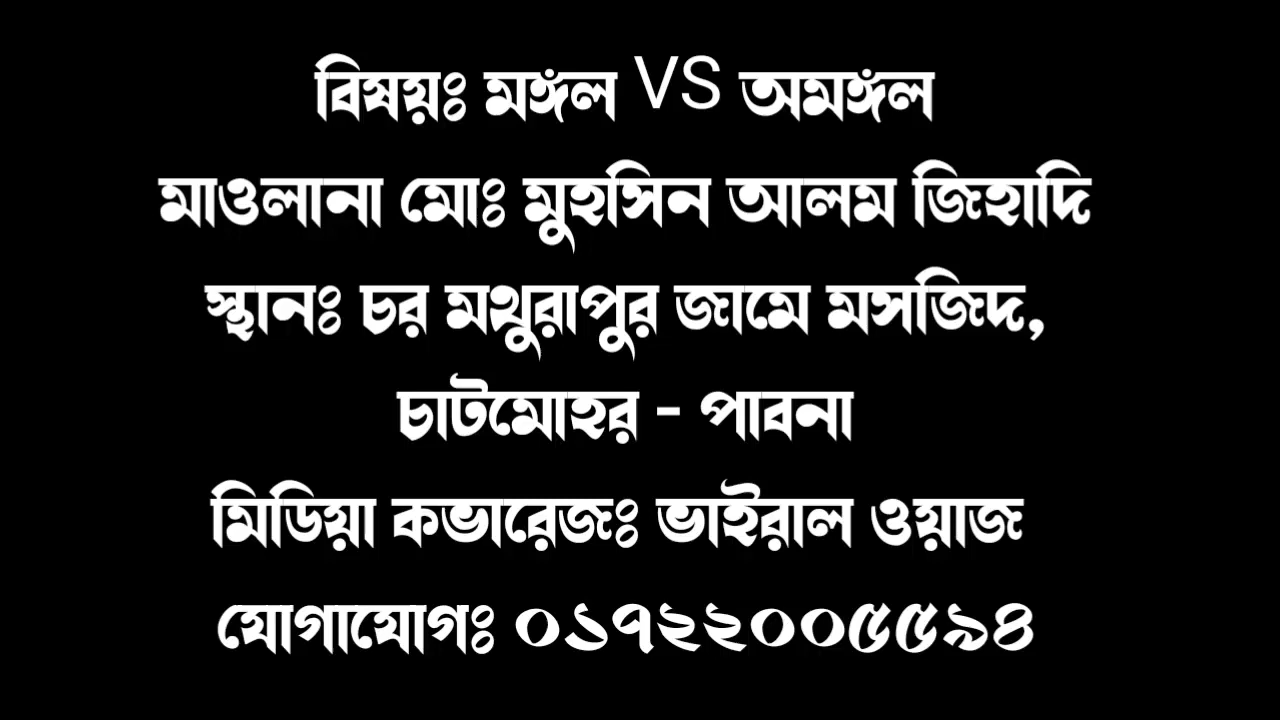 বিষয়ঃ মঙ্গল VS অমঙ্গল
মাওলানা মোঃ মুহসিন আলম জিহাদি
স্থানঃ চর মথুরাপুর জামে মসজিদ,
চাটমোহর - পাবনা
মিডিয়া কভারেজঃ ভাইরাল ওয়াজ
যোগাযোগঃ ০১৭২২০০৫৫৯৪